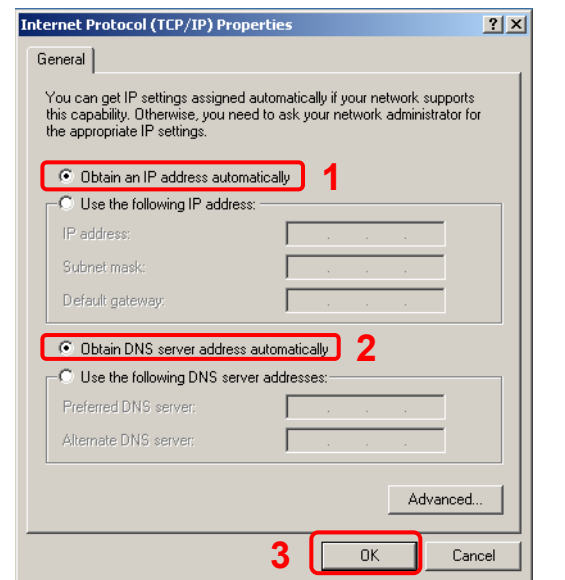 Internet Protocol (TCP/IP) Properties
General
You can get IP settings assigned automatically if your network supports
this capability. Otherwise, you need to ask your network administrator for
the appropriate IP settings.
Obtain an IP address automatically 1
Use the following IP address:
IP address:
Subnet mask:
Default gateway:
Obtain DNS server address automatically 2
Use the following DNS server addresses:
Preferred DNS server:
Alternate DNS server:
Advanced...
3 OK Cancel